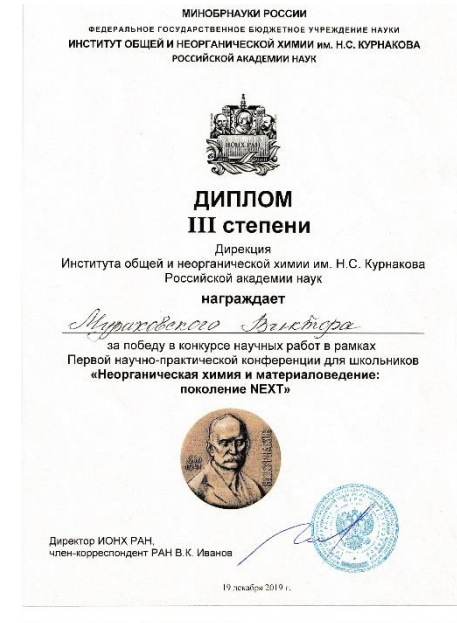 МИНОБРНАУКИ РОССИИ
ФЕДЕРАЛЬНОЕ ГОСУДАРСТВЕННОЕ БЮДЖЕТНОЕ УЧРЕЖДЕНИЕ НАУКИ
ИНСТИТУТ ОБЩЕЙ И НЕОРГАНИЧЕСКОЙ ХИМИИ им. Н.С. КУРНАКОВА
РОССИЙСКОЙ АКАДЕМИИ НАУК
ИОНХ РАН
ДИПЛОМ
III степени
Дирекция
Института общей и неорганической химии им. Н.С. Курнакова
Российской академии наук
награждает
Муриховского Виктора
за победу в конкурсе научных работ в рамках
Первой научно-практической конференции для школьников
«Неорганическая химия и материаловедение:
поколение NEXT»
Директор ИОНХ РАН,
член-корреспондент РАН В.К. Иванов
19 декабря 2019 г.